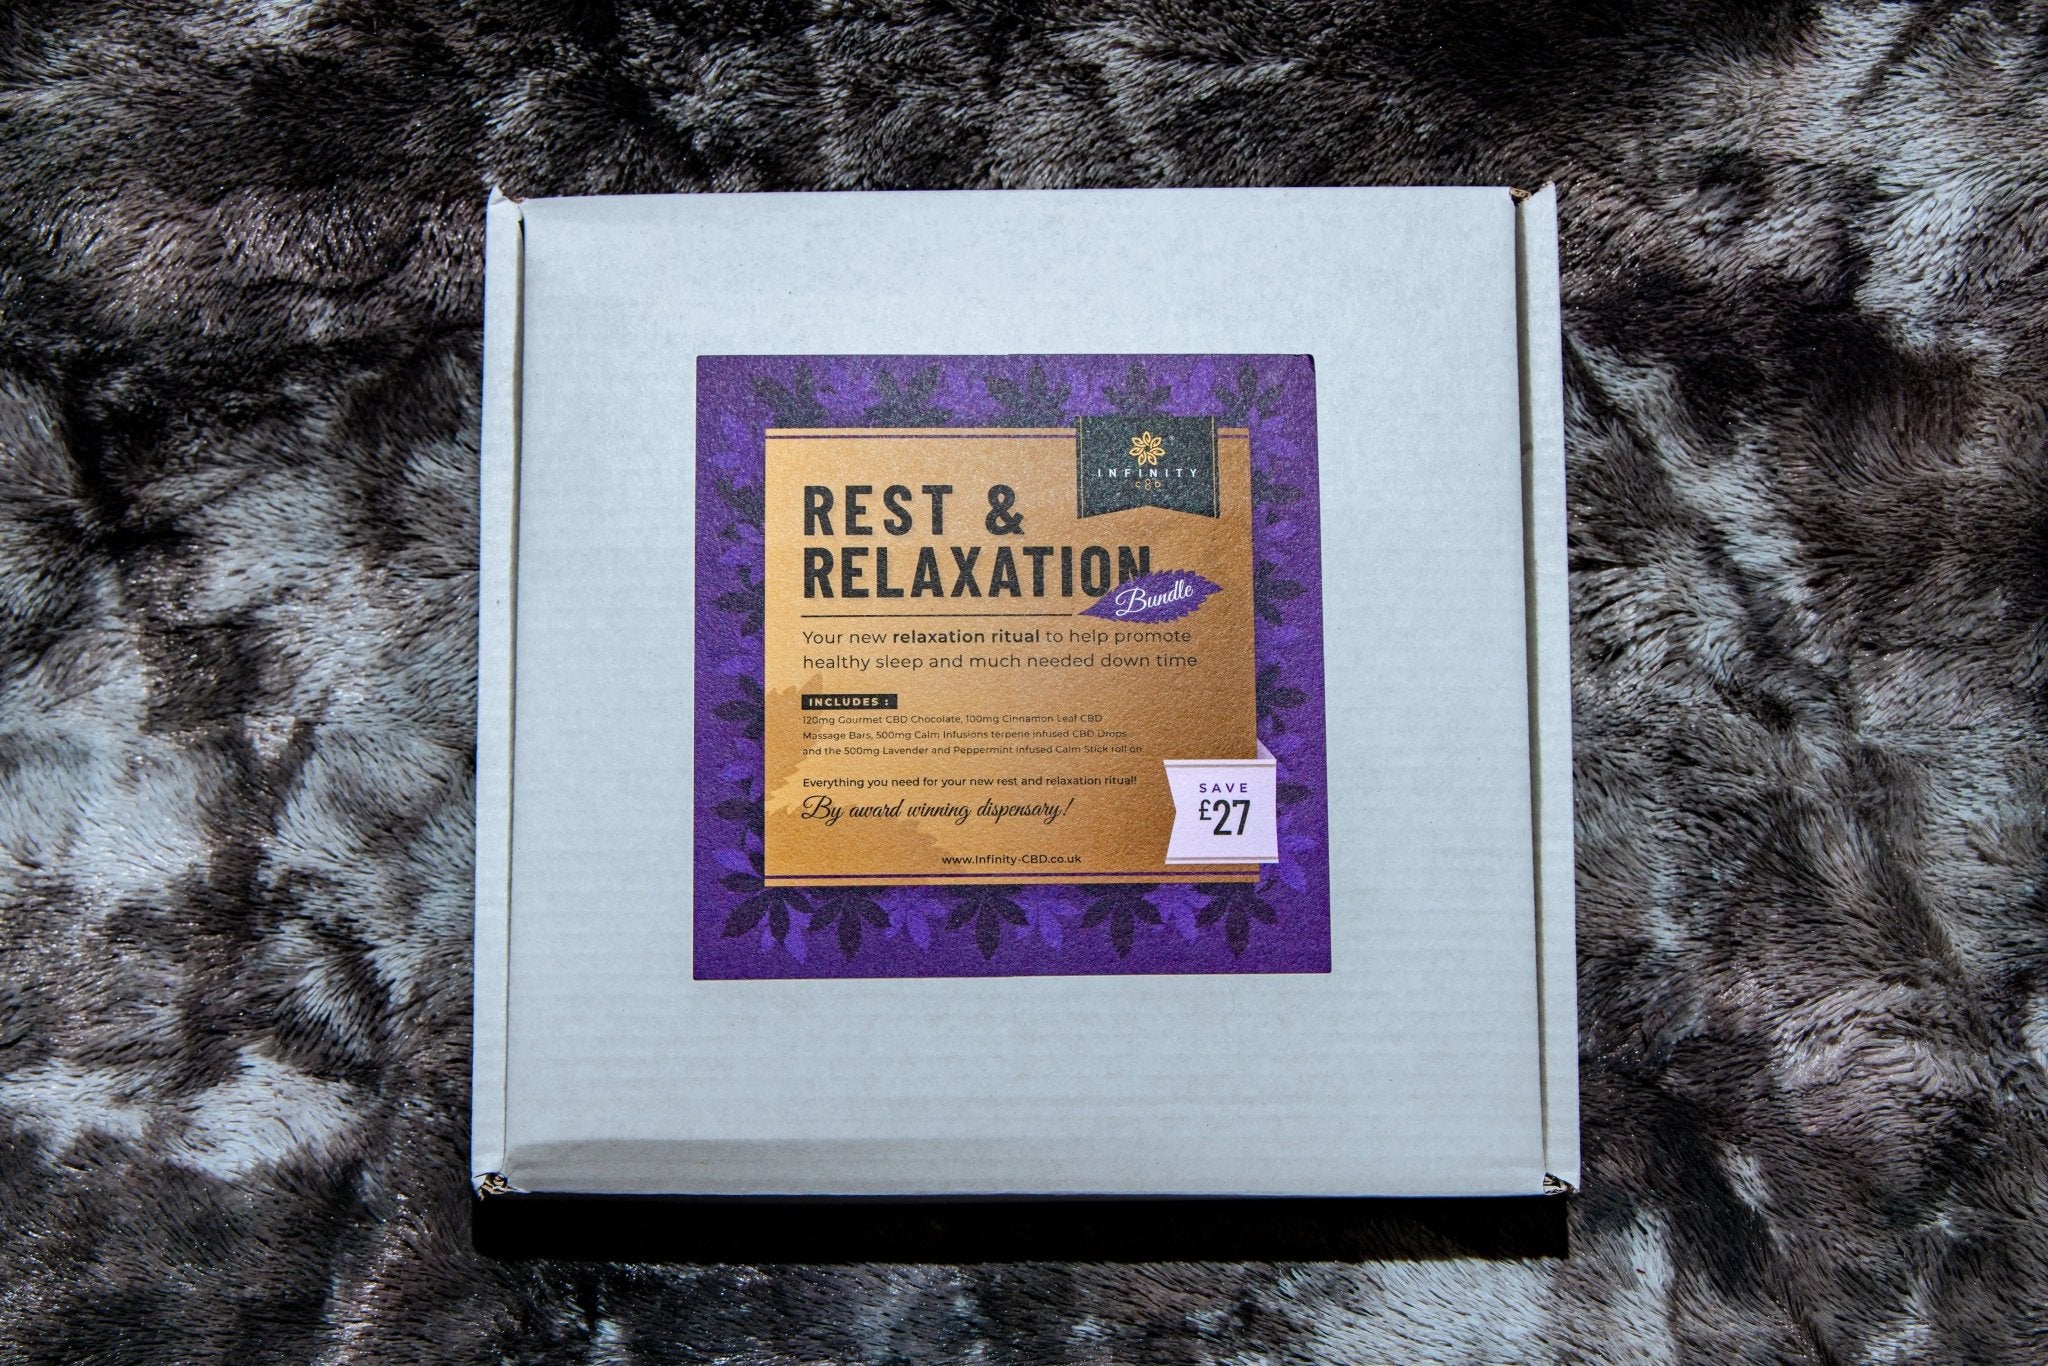 INFINITY
CBD
REST &
RELAXATION
Bundle
Your new relaxation ritual to help promote
healthy sleep and much needed down time
INCLUDES :
120mg Gourmet CBD Chocolate, 100mg Cinnamon Leaf CBD
Massage Bars, 500mg Calm Infusions terpene infused CBD Drops
and the 500mg Lavender and Peppermint infused Calm Stick roll on
Everything you need for your new rest and relaxation ritual!
By award winning dispensary!
SAVE
£27
www.Infinity-CBD.co.uk